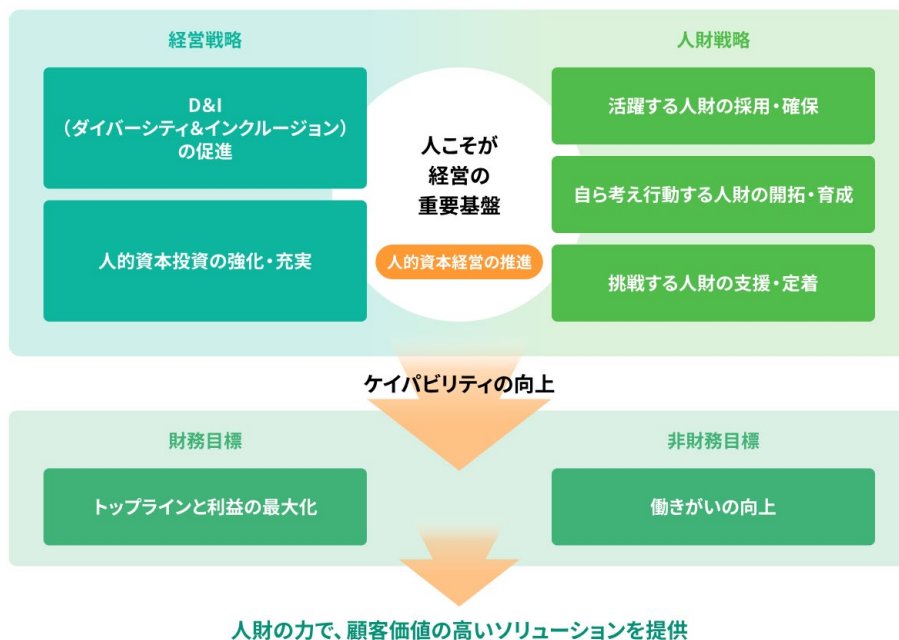 経営戦略
D&I
（ダイバーシティ&インクルージョン）
の促進
人的資本投資の強化・充実
人こそが
経営の
重要基盤
人的資本経営の推進
人財戦略
活躍する人財の採用・確保
自ら考え行動する人財の開拓・育成
挑戦する人財の支援・定着
ケイパビリティの向上
財務目標
トップラインと利益の最大化
非財務目標
働きがいの向上
人財の力で、顧客価値の高いソリューションを提供